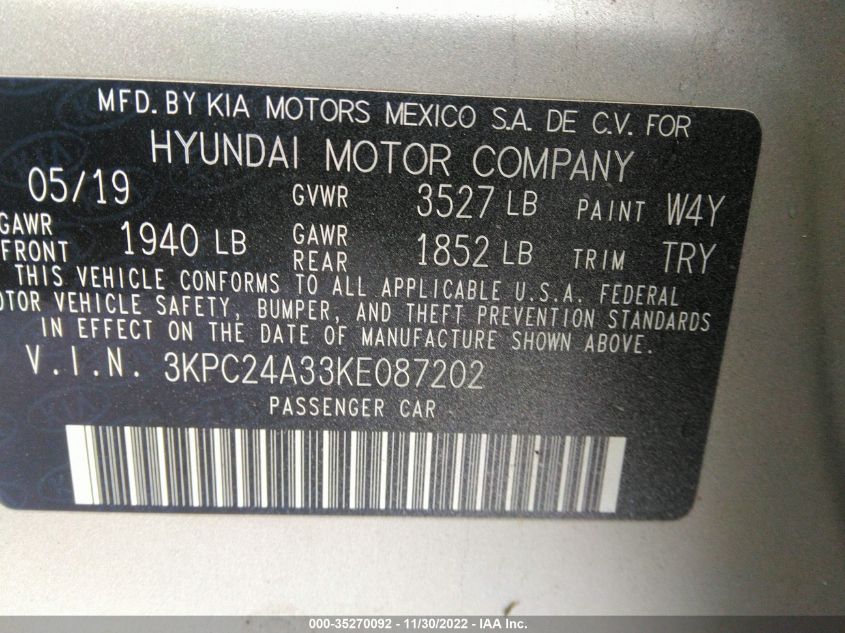 MFD. BY KIA MOTORS MEXICO S.A. DE C.V. FOR
HYUNDAI MOTOR COMPANY
05/19 GVWR 3527 LB PAINT W4Y
GAWR FRONT 1940 LB GAWR REAR 1852 LB TRIM TRY
THIS VEHICLE CONFORMS TO ALL APPLICABLE U.S.A. FEDERAL
OTOR VEHICLE SAFETY, BUMPER, AND THEFT PREVENTION STANDARDS
IN EFFECT ON THE DATE OF MANUFACTURE SHOWN ABOVE.
V.I.N. 3KPC24A33KE087202
PASSENGER CAR
000-35270092 - 11/30/2022 - IAA Inc.